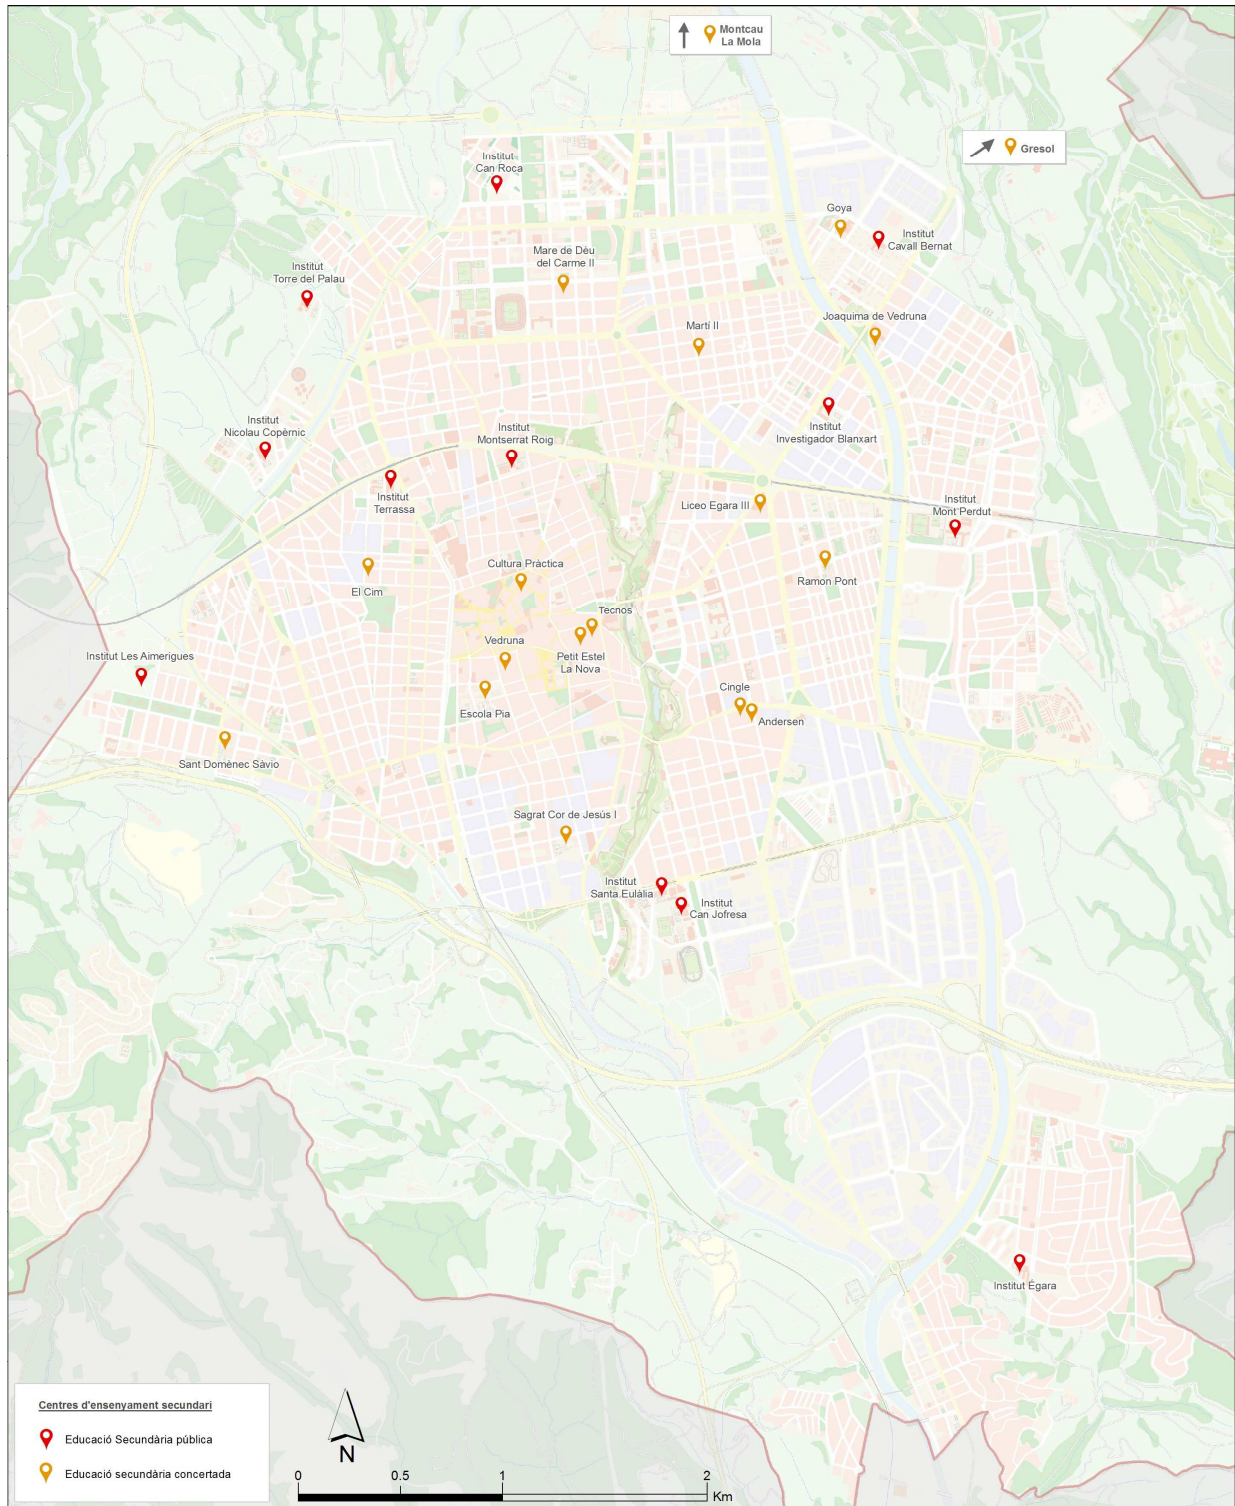 Montcau
La Mola
Gresol
Institut
Can Roca
Goya
Institut
Cavall Bernat
Mare de Dèu
del Carme II
Institut
Torre del Palau
Joaquima de Vedruna
Martí II
Institut
Nicolau Copèrnic
Institut
Montserrat Roig
Institut
Investigador Blanxart
Institut
Terrassa
Liceo Egara III
Institut
Mont Perdut
Cultura Pràctica
El Cim
Ramon Pont
Tecnos
Vedruna
Petit Estel
La Nova
Institut Les Aimerigues
Escola Pia
Cingle
Andersen
Sant Domènec Sàvio
Sagrat Cor de Jesús I
Institut
Santa Eulàlia
Institut
Can Jofresa
Institut Égara
Centres d'ensenyament secundari
Educació Secundària pública
Educació secundària concertada
N
0 0.5 1 2
Km